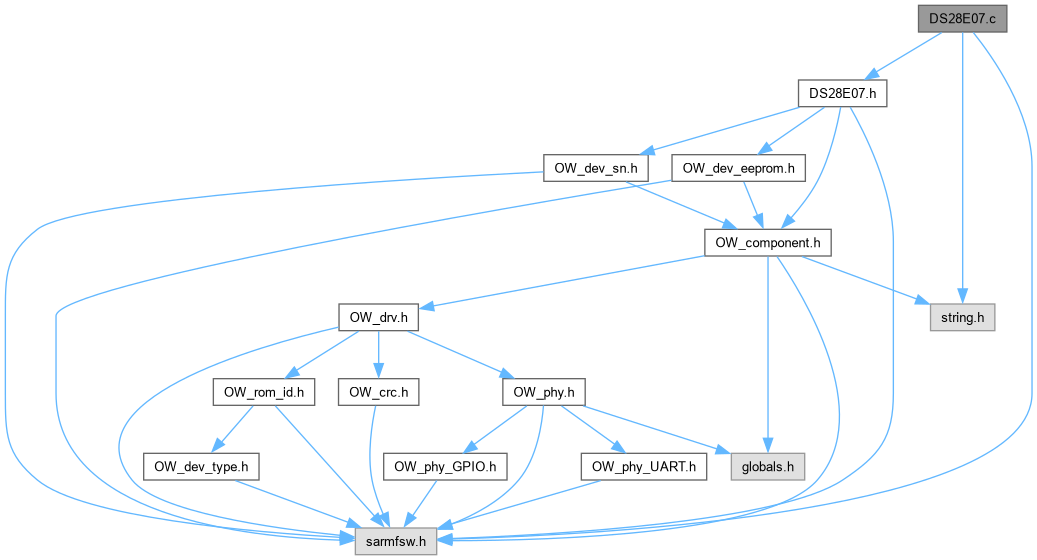 DS28E07.c
DS28E07.h
OW_dev_sn.h
OW_dev_eeprom.h
OW_component.h
OW_drv.h
string.h
OW_rom_id.h
OW_crc.h
OW_phy.h
OW_dev_type.h
OW_phy_GPIO.h
OW_phy_UART.h
globals.h
sarmfsw.h